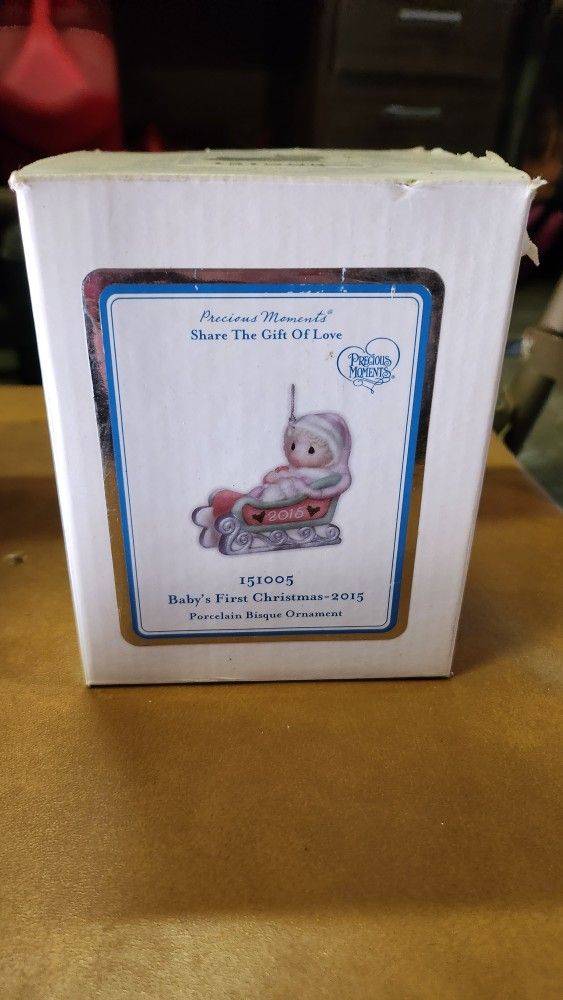 Precious Moments®
Share The Gift Of Love
PRECIOUS
MOMENTS®
2015
151005
Baby's First Christmas-2015
Porcelain Bisque Ornament